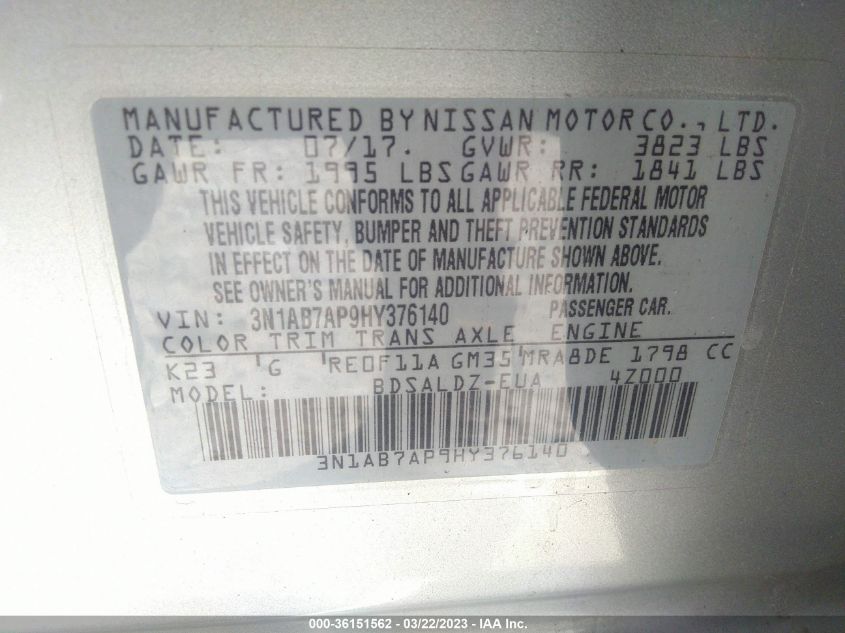 MANUFACTURED BY NISSAN MOTOR CO., LTD.
DATE: 07/17. GVWR: 3823 LBS
GAWR FR: 1995 LBS GAWR RR: 1841 LBS
THIS VEHICLE CONFORMS TO ALL APPLICABLE FEDERAL MOTOR
VEHICLE SAFETY, BUMPER AND THEFT PREVENTION STANDARDS
IN EFFECT ON THE DATE OF MANUFACTURE SHOWN ABOVE.
SEE OWNER'S MANUAL FOR ADDITIONAL INFORMATION.
VIN: 3N1AB7AP9HY376140 PASSENGER CAR.
COLOR TRIM TRANS AXLE ENGINE
K23 G RE0F11A GM35 MRA8DE 1798 CC
MODEL: BDSALDZ-EUA 4Z000
3N1AB7AP9HY376140
000-36151562 - 03/22/2023 - IAA Inc.